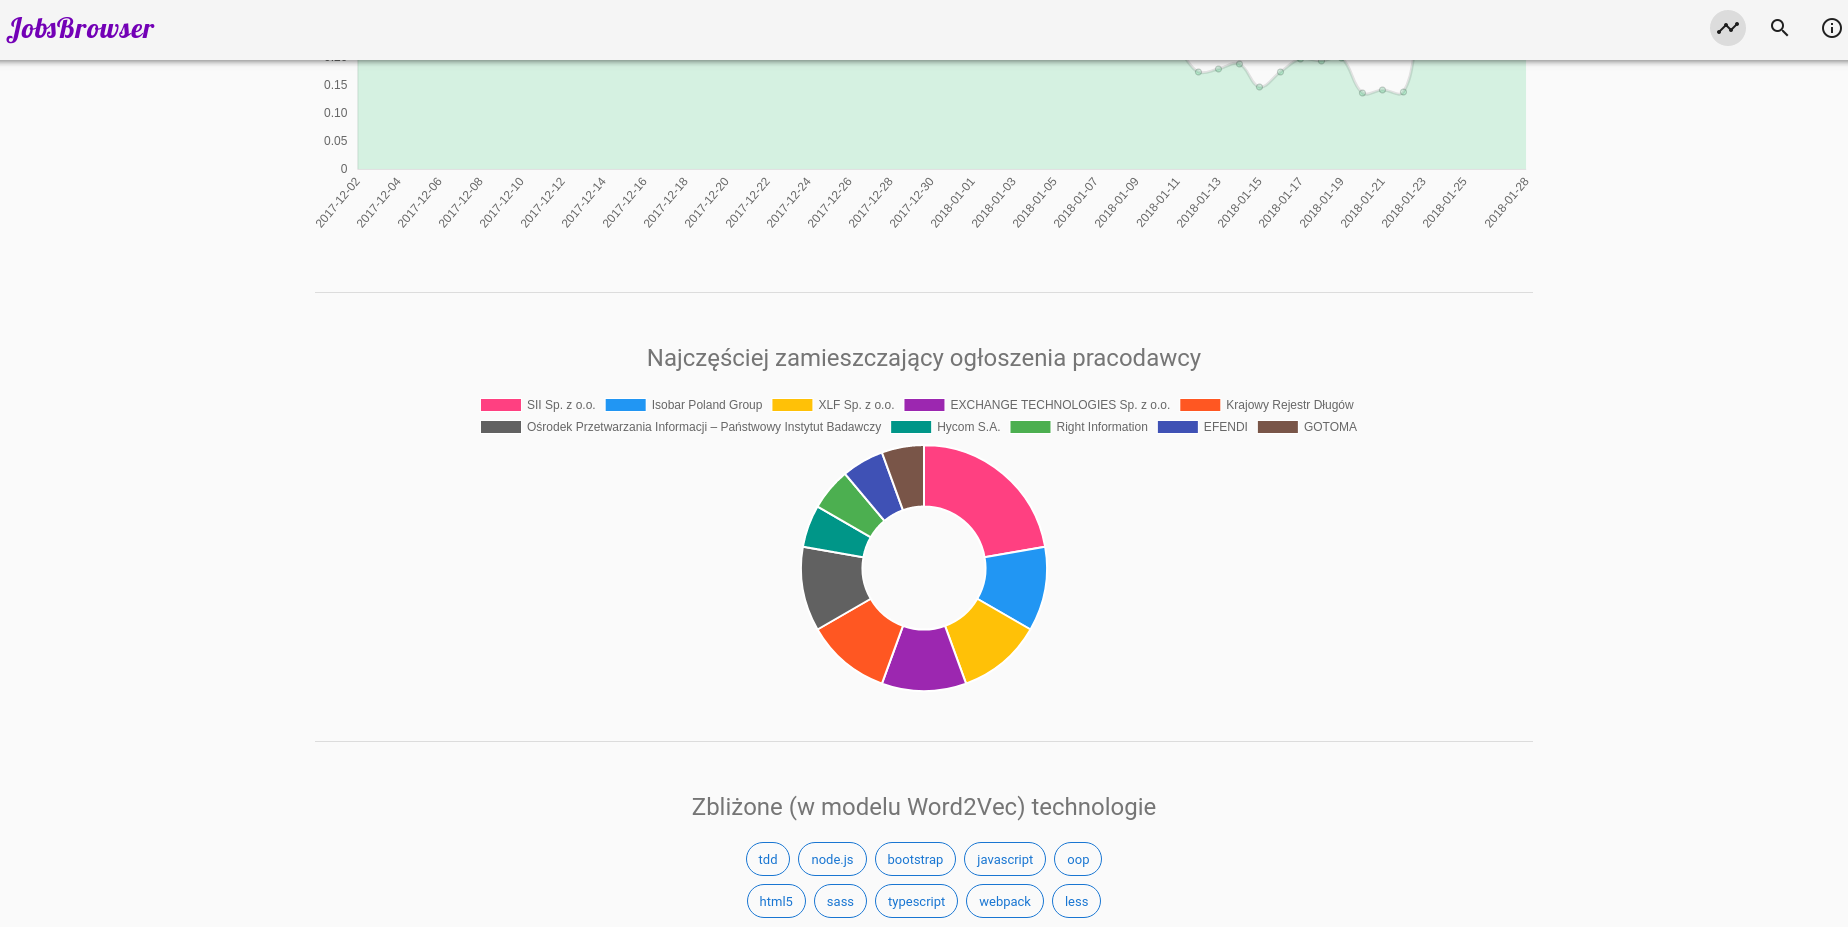 JobsBrowser
0.15
0.10
0.05
0
2017-12-02 2017-12-04 2017-12-06 2017-12-08 2017-12-10 2017-12-12 2017-12-14 2017-12-16 2017-12-18 2017-12-20 2017-12-22 2017-12-24 2017-12-26 2017-12-28 2017-12-30 2018-01-01 2018-01-03 2018-01-05 2018-01-07 2018-01-09 2018-01-11 2018-01-13 2018-01-15 2018-01-17 2018-01-19 2018-01-21 2018-01-23 2018-01-25 2018-01-28
Najczęściej zamieszczający ogłoszenia pracodawcy
SII Sp. z o.o. Isobar Poland Group XLF Sp. z o.o. EXCHANGE TECHNOLOGIES Sp. z o.o. Krajowy Rejestr Długów
Ośrodek Przetwarzania Informacji – Państwowy Instytut Badawczy Hycom S.A. Right Information EFENDI GOTOMA
Zbliżone (w modelu Word2Vec) technologie
tdd node.js bootstrap javascript oop
html5 sass typescript webpack less